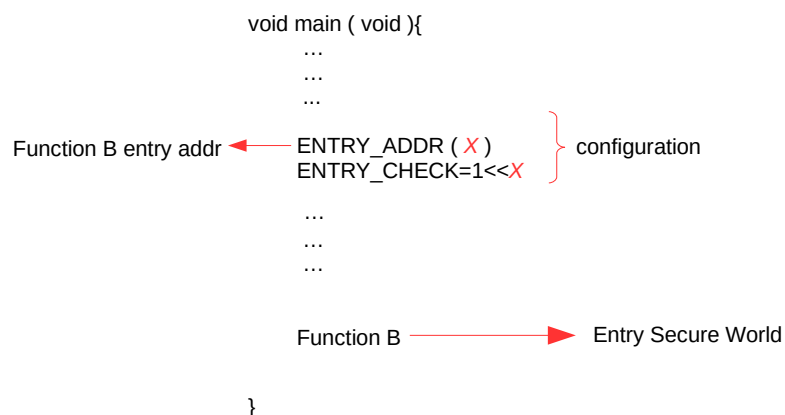 void main ( void ){
…
…
...
Function B entry addr
ENTRY_ADDR ( X )
configuration
ENTRY_CHECK=1<<X
…
…
…
Function B
Entry Secure World
}